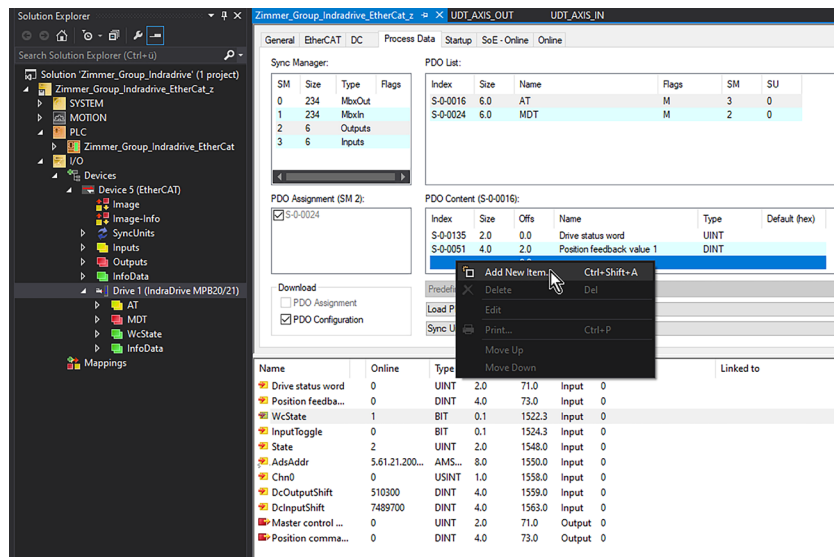 Solution Explorer
Search Solution Explorer (Ctrl+ü)
Solution 'Zimmer_Group_Indradrive' (1 project)
Zimmer_Group_Indradrive_EtherCat_z
SYSTEM
MOTION
PLC
Zimmer_Group_Indradrive_EtherCat
I/O
Devices
Device 5 (EtherCAT)
Image
Image-Info
SyncUnits
Inputs
Outputs
InfoData
Drive 1 (IndraDrive MPB20/21)
AT
MDT
WcState
InfoData
Mappings
Zimmer_Group_Indradrive_EtherCat_z UDT_AXIS_OUT UDT_AXIS_IN
General EtherCAT DC Process Data Startup SoE - Online Online
Sync Manager:
SM Size Type Flags
0 234 MbxOut
1 234 MbxIn
2 6 Outputs
3 6 Inputs
PDO List:
Index Size Name Flags SM SU
S-0-0016 6.0 AT M 3 0
S-0-0024 6.0 MDT M 2 0
PDO Assignment (SM 2):
S-0-0024
PDO Content (S-0-0016):
Index Size Offs Name Type Default (hex)
S-0-0135 2.0 0.0 Drive status word UINT
S-0-0051 4.0 2.0 Position feedback value 1 DINT
Download
PDO Assignment
PDO Configuration
Predefi
Load P
Sync U
Add New Item... Ctrl+Shift+A
Delete Del
Edit
Print... Ctrl+P
Move Up
Move Down
Name Online Type Linked to
Drive status word 0 UINT 2.0 71.0 Input 0
Position feedba... 0 DINT 4.0 73.0 Input 0
WcState 1 BIT 0.1 1522.3 Input 0
InputToggle 0 BIT 0.1 1524.3 Input 0
State 2 UINT 2.0 1548.0 Input 0
AdsAddr 5.61.21.200... AMS... 8.0 1550.0 Input 0
Chn0 0 USINT 1.0 1558.0 Input 0
DcOutputShift 510300 DINT 4.0 1559.0 Input 0
DcInputShift 7489700 DINT 4.0 1563.0 Input 0
Master control ... 0 UINT 2.0 71.0 Output 0
Position comma... 0 DINT 4.0 73.0 Output 0